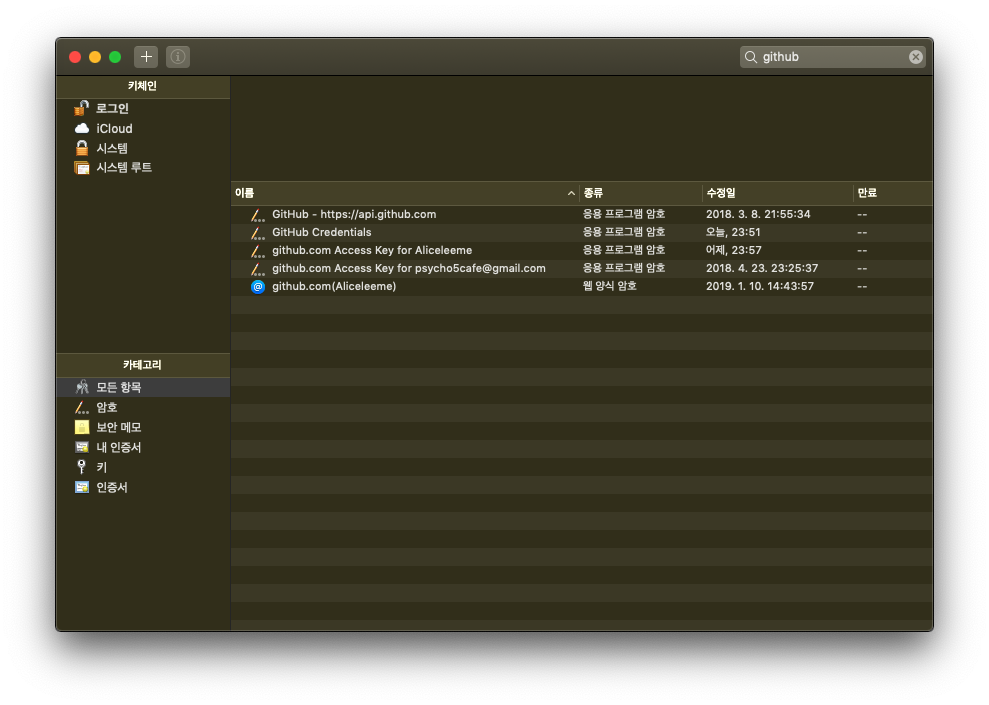 github
키체인
로그인
iCloud
시스템
시스템 루트
이름 종류 수정일 만료
GitHub - https://api.github.com 응용 프로그램 암호 2018. 3. 8. 21:55:34 --
GitHub Credentials 응용 프로그램 암호 오늘, 23:51 --
github.com Access Key for Aliceleeme 응용 프로그램 암호 어제, 23:57 --
github.com Access Key for psycho5cafe@gmail.com 응용 프로그램 암호 2018. 4. 23. 23:25:37 --
github.com(Aliceleeme) 웹 양식 암호 2019. 1. 10. 14:43:57 --
카테고리
모든 항목
암호
보안 메모
내 인증서
키
인증서